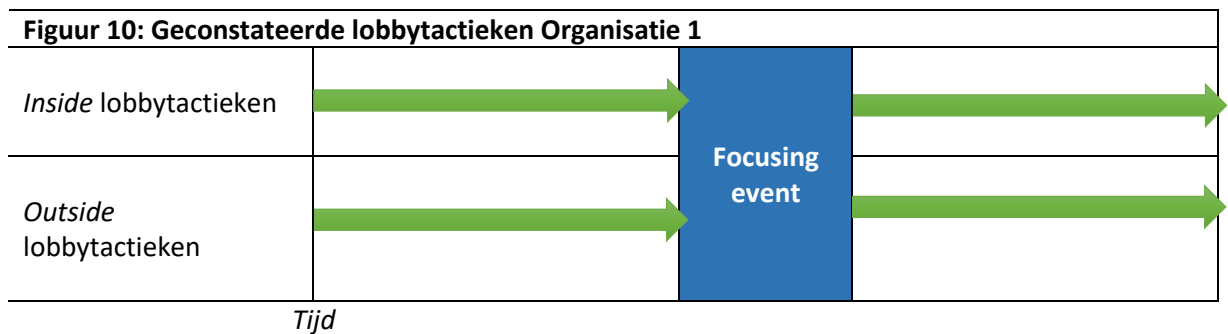 Figuur 10: Geconstateerde lobbytactieken Organisatie 1
Inside lobbytactieken
Focusing
event
Outside
lobbytactieken
Tijd